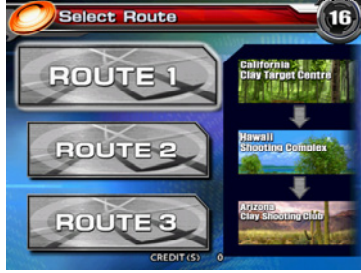 Select Route
16
ROUTE 1
ROUTE 2
ROUTE 3
California
Clay Target Centre
Hawaii
Shooting Complex
Arizona
Clay Shooting Club
CREDIT(S) 0